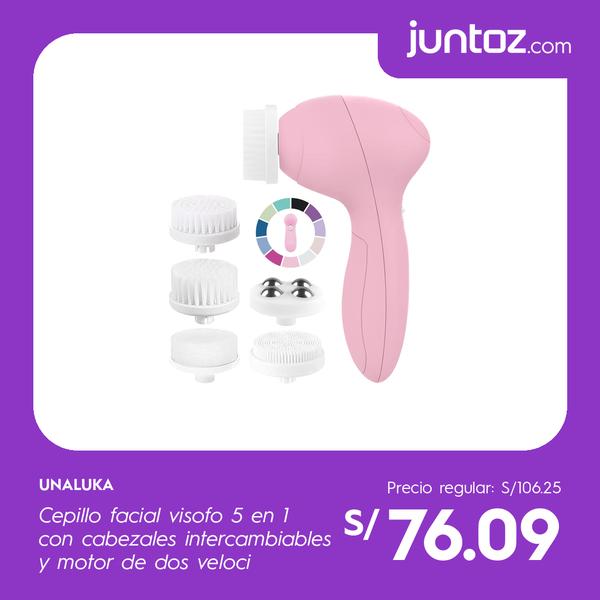 juntoz.com
UNALUKA
Cepillo facial visofo 5 en 1
con cabezales intercambiables
y motor de dos veloci
Precio regular: S/106.25
S/76.09